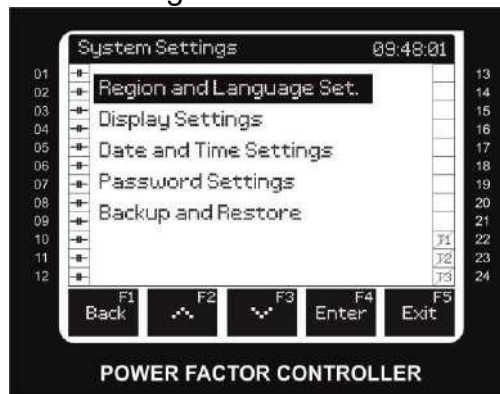 System Settings 09:48:01
01 13
02 Region and Language Set. 14
03 15
04 Display Settings 16
05 Date and Time Settings 17
06 18
07 Password Settings 19
08 20
09 Backup and Restore 21
10 22
11 23
12 24
F1 F2 F3 F4 F5
Back Enter Exit
POWER FACTOR CONTROLLER